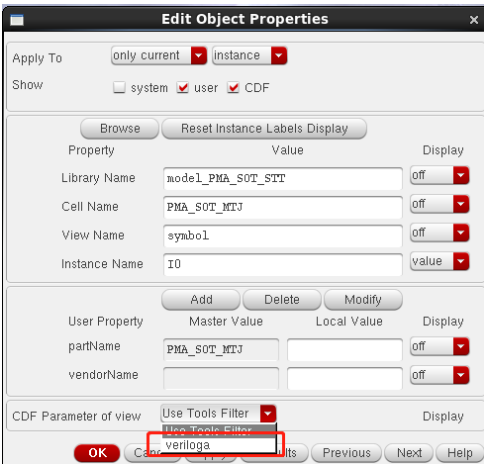 Edit Object Properties
Apply To only current instance
Show system user CDF
Browse Reset Instance Labels Display
Property Value Display
Library Name model_PMA_SOT_STT off
Cell Name PMA_SOT_MTJ off
View Name symbol off
Instance Name I0 value
Add Delete Modify
User Property Master Value Local Value Display
partName PMA_SOT_MTJ off
vendorName off
CDF Parameter of view Use Tools Filter Display
Use Tools Filter
veriloga
OK Previous Next Help